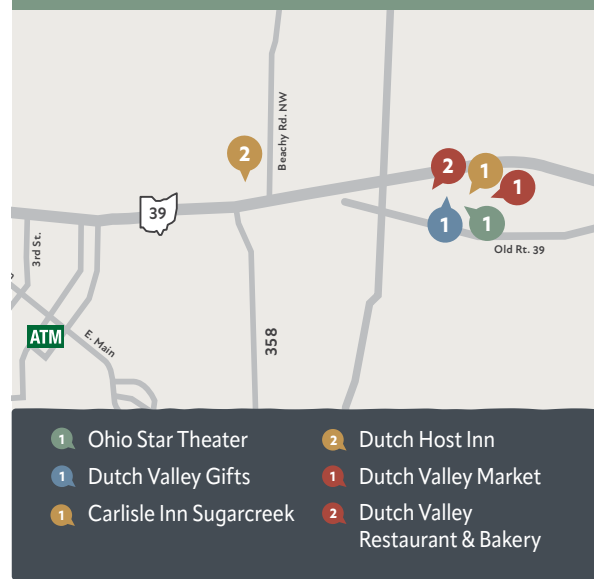 Beachy Rd. NW
2
2
1
1
39
1
1
3rd St.
Old Rt. 39
ATM
E. Main
358
1 Ohio Star Theater
1 Dutch Valley Gifts
1 Carlisle Inn Sugarcreek
2 Dutch Host Inn
1 Dutch Valley Market
2 Dutch Valley
Restaurant & Bakery